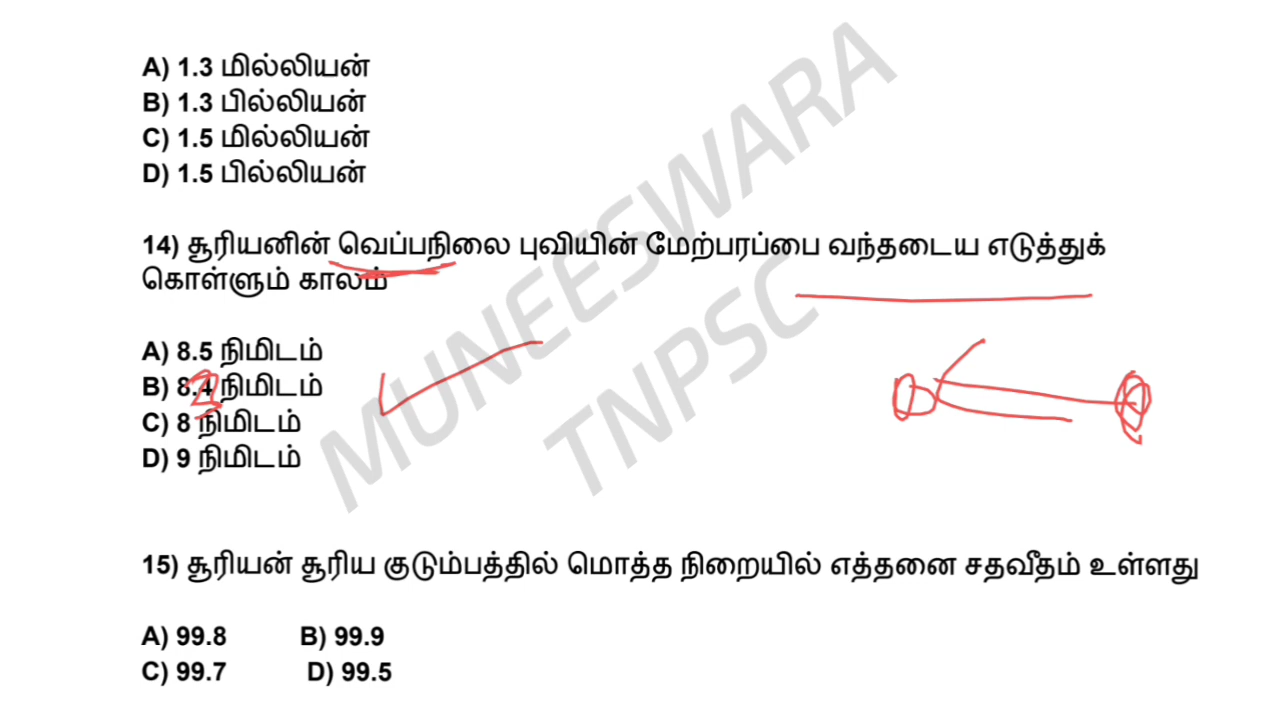 A) 1.3 மில்லியன்
B) 1.3 பில்லியன்
C) 1.5 மில்லியன்
D) 1.5 பில்லியன்
14) சூரியனின் வெப்பநிலை புவியின் மேற்பரப்பை வந்தடைய எடுத்துக்
கொள்ளும் காலம்
A) 8.5 நிமிடம்
B) 8.4 நிமிடம்
C) 8 நிமிடம்
D) 9 நிமிடம்
15) சூரியன் சூரிய குடும்பத்தில் மொத்த நிறையில் எத்தனை சதவீதம் உள்ளது
A) 99.8 B) 99.9
C) 99.7 D) 99.5
MUNEESWARA
TNPSC